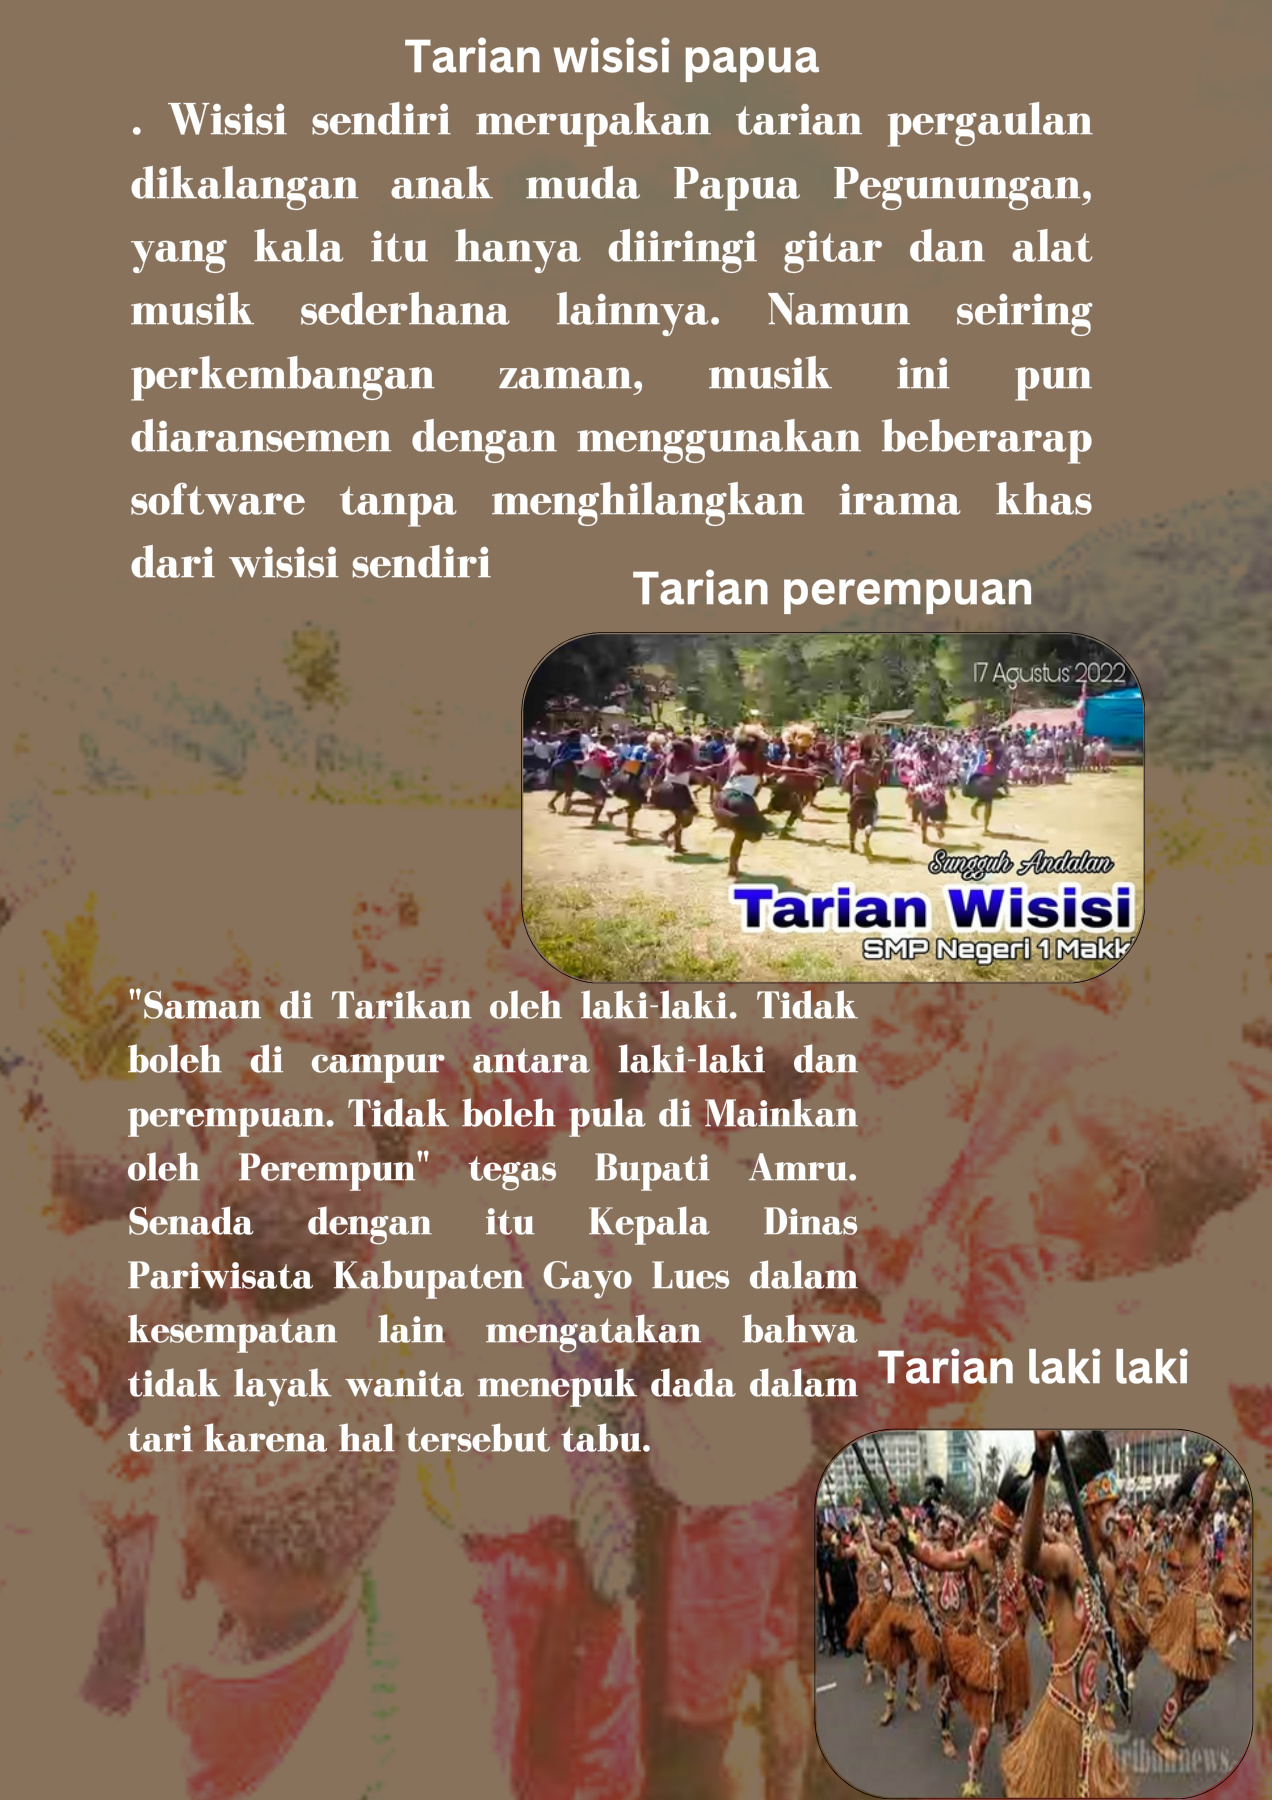 Tarian wisisi papua
. Wisisi sendiri merupakan tarian pergaulan
dikalangan anak muda Papua Pegunungan,
yang kala itu hanya diiringi gitar dan alat
musik sederhana lainnya. Namun seiring
perkembangan zaman, musik ini pun
diaransemen dengan menggunakan beberarap
software tanpa menghilangkan irama khas
dari wisisi sendiri
Tarian perempuan
17 Agustus 2022
Sungguh Andalan
Tarian Wisisi
SMP Negeri 1 Makk
"Saman di Tarikan oleh laki-laki. Tidak
boleh di campur antara laki-laki dan
perempuan. Tidak boleh pula di Mainkan
oleh Perempun" tegas Bupati Amru.
Senada dengan itu Kepala Dinas
Pariwisata Kabupaten Gayo Lues dalam
kesempatan lain mengatakan bahwa
tidak layak wanita menepuk dada dalam
tari karena hal tersebut tabu.
Tarian laki laki
Tribunnews